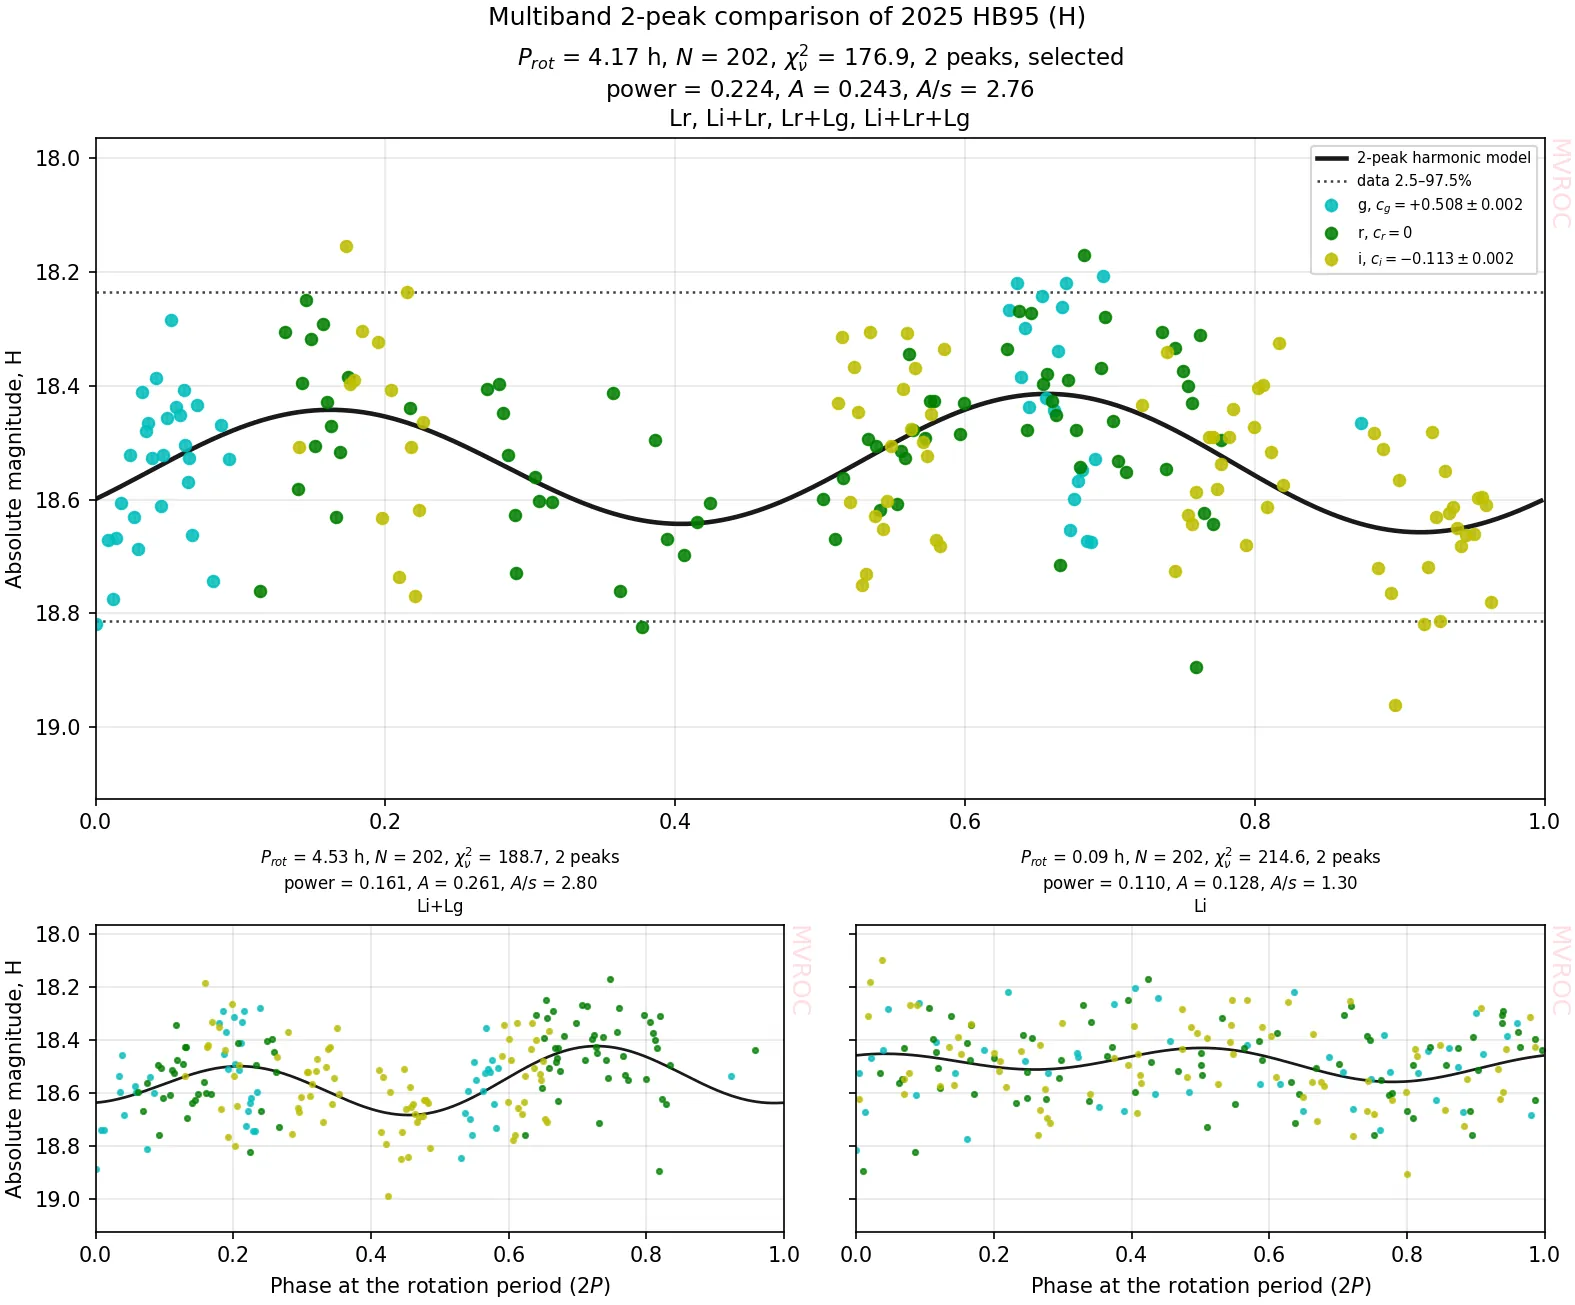 Multiband 2-peak comparison of 2025 HB95 (H)
P_rot = 4.17 h, N = 202, χ²_ν = 176.9, 2 peaks, selected
power = 0.224, A = 0.243, A/s = 2.76
Lr, Li+Lr, Lr+Lg, Li+Lr+Lg
2-peak harmonic model
data 2.5–97.5%
g, c_g = +0.508 ± 0.002
r, c_r = 0
i, c_i = −0.113 ± 0.002
MVROC
Absolute magnitude, H
18.0
18.2
18.4
18.6
18.8
19.0
0.0 0.2 0.4 0.6 0.8 1.0
P_rot = 4.53 h, N = 202, χ²_ν = 188.7, 2 peaks
power = 0.161, A = 0.261, A/s = 2.80
Li+Lg
MVROC
Absolute magnitude, H
18.0
18.2
18.4
18.6
18.8
19.0
0.0 0.2 0.4 0.6 0.8 1.0
Phase at the rotation period (2P)
P_rot = 0.09 h, N = 202, χ²_ν = 214.6, 2 peaks
power = 0.110, A = 0.128, A/s = 1.30
Li
MVROC
0.0 0.2 0.4 0.6 0.8 1.0
Phase at the rotation period (2P)